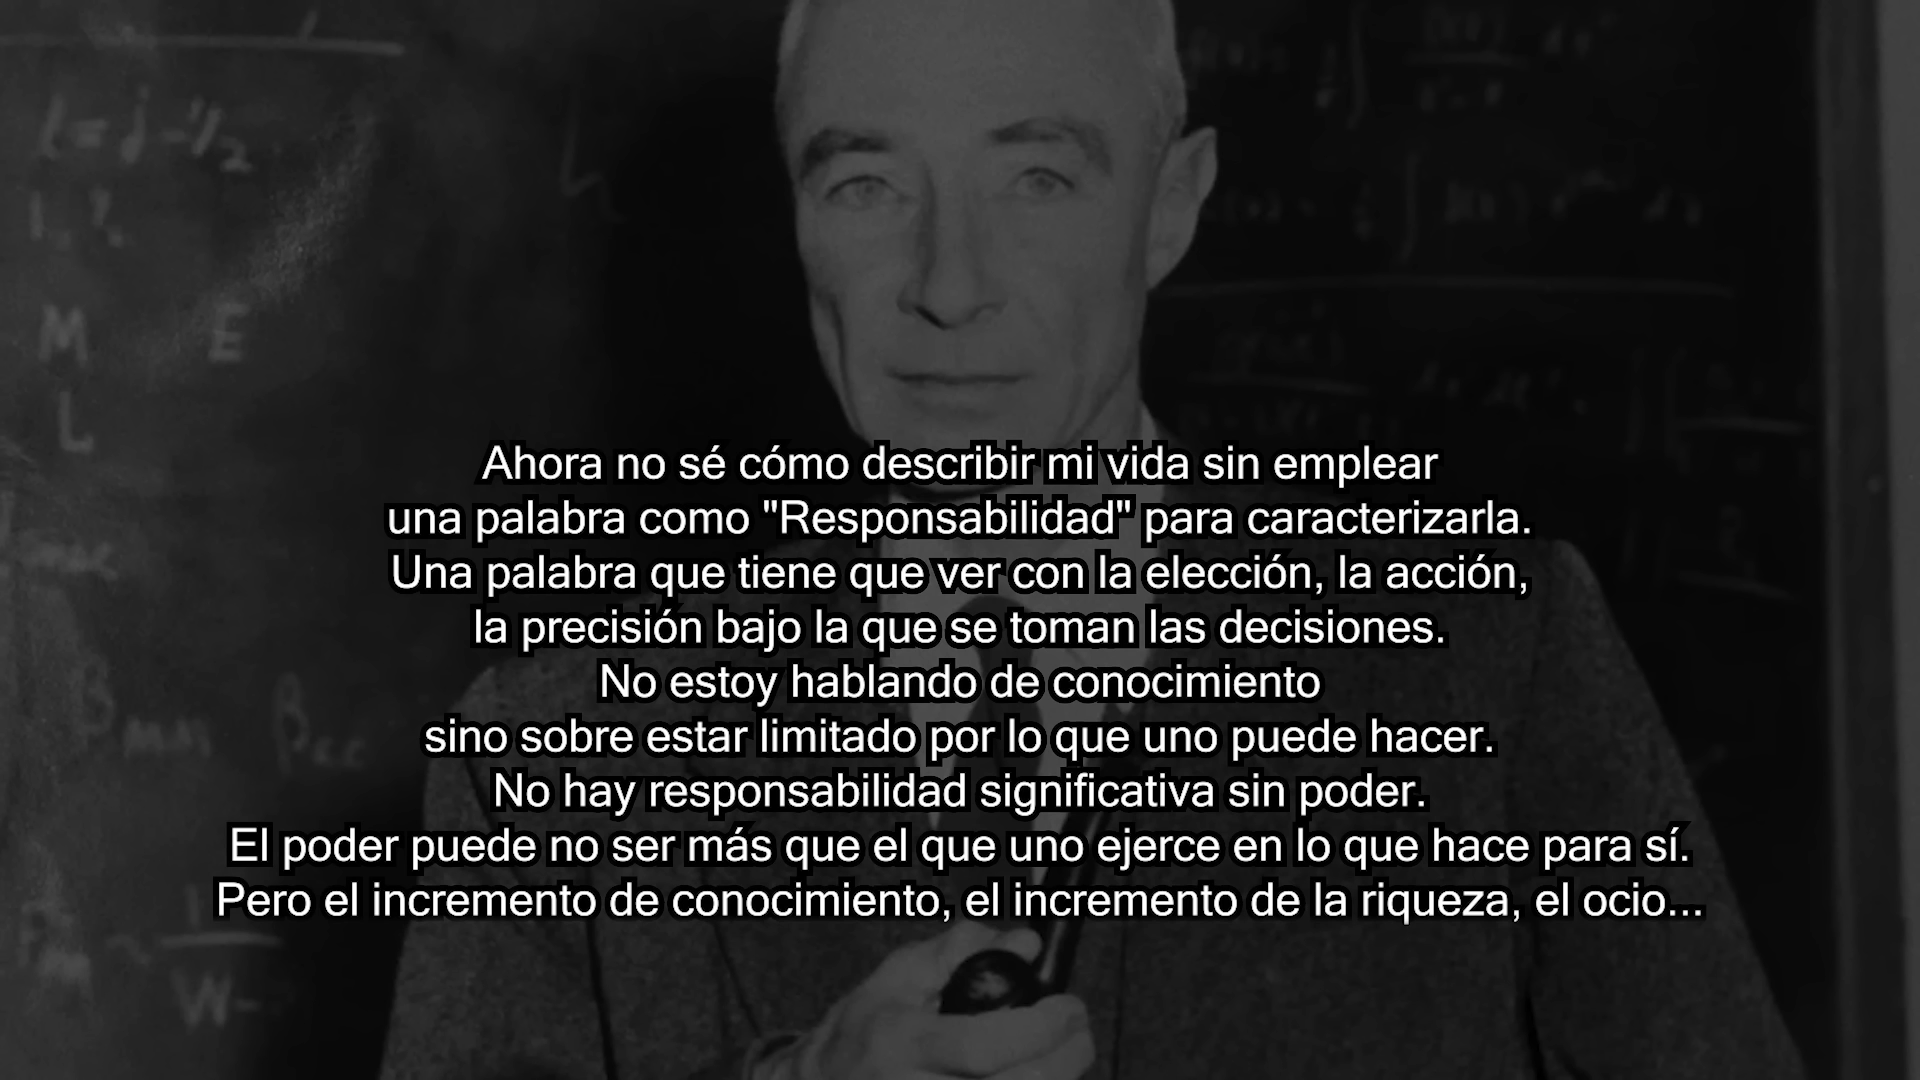 L = j - 1/2
M E
L
Ahora no sé cómo describir mi vida sin emplear
una palabra como "Responsabilidad" para caracterizarla.
Una palabra que tiene que ver con la elección, la acción,
la precisión bajo la que se toman las decisiones.
No estoy hablando de conocimiento
sino sobre estar limitado por lo que uno puede hacer.
No hay responsabilidad significativa sin poder.
El poder puede no ser más que el que uno ejerce en lo que hace para sí.
Pero el incremento de conocimiento, el incremento de la riqueza, el ocio...